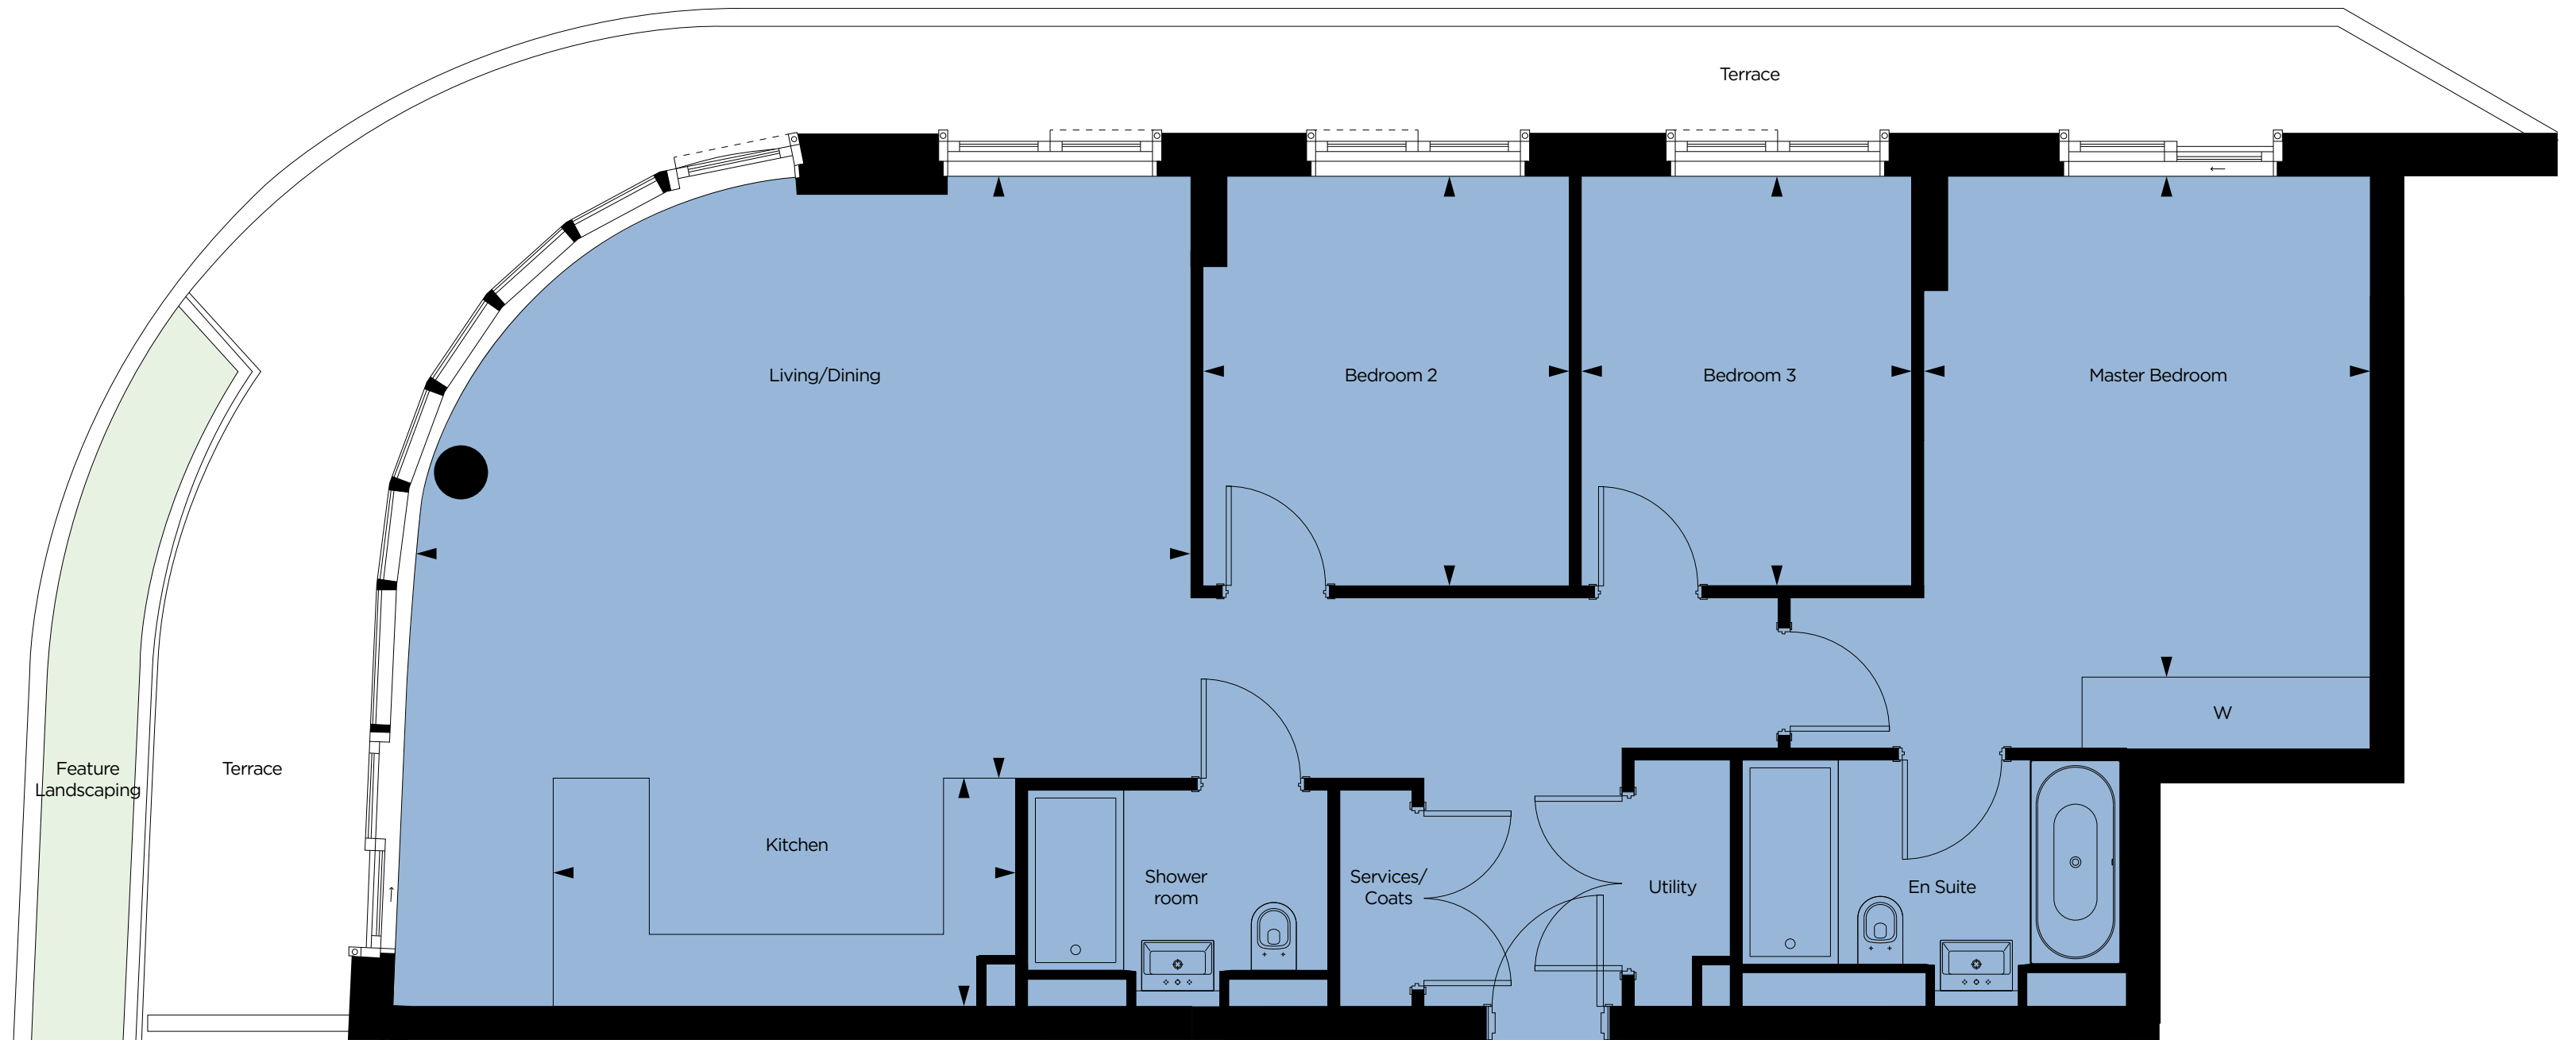 Terrace
Living/Dining
Bedroom 2
Bedroom 3
Master Bedroom
W
Feature
Landscaping
Terrace
Kitchen
Shower
room
Services/
Coats
Utility
En Suite